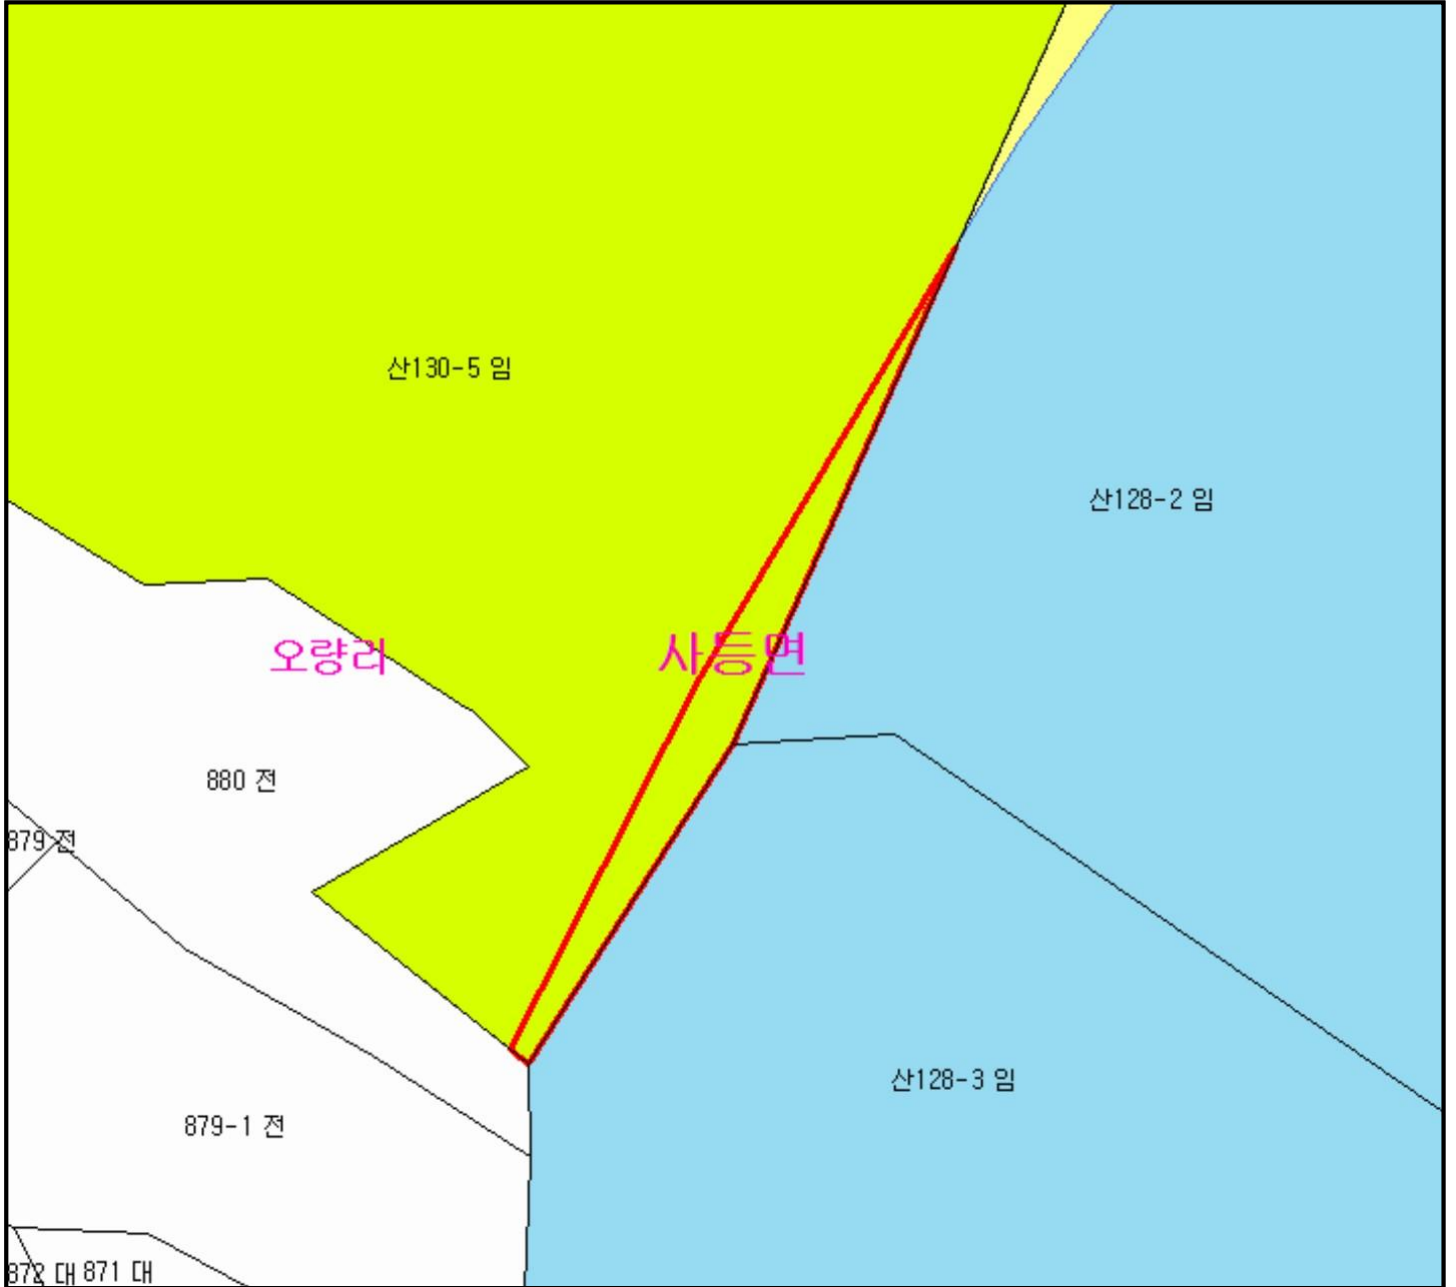 산130-5 임
산128-2 임
오량리
사등면
880 전
879 전
산128-3 임
879-1 전
872 대
871 대